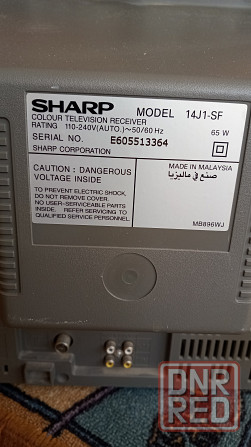 SHARP MODEL 14J1-SF
COLOUR TELEVISION RECEIVER
RATING 110-240V(AUTO.)~50/60 Hz 65 W
SERIAL NO. E605513364
SHARP CORPORATION
CAUTION : DANGEROUS
VOLTAGE INSIDE
TO PREVENT ELECTRIC SHOCK,
DO NOT REMOVE COVER.
NO USER-SERVICEABLE PARTS
INSIDE. REFER SERVICING TO
QUALIFIED SERVICE PERSONNEL
MADE IN MALAYSIA
صنع في ماليزيا
MB896WJ
DNR
RED